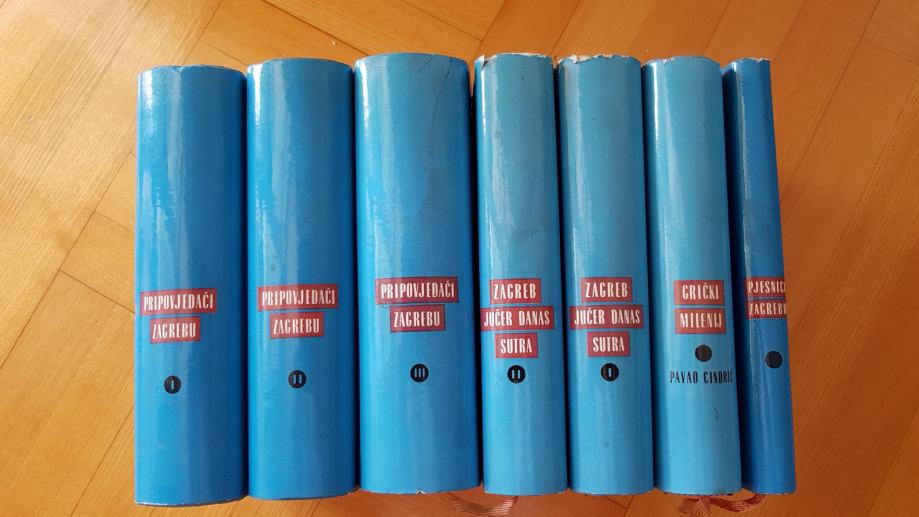 PRIPOVJEDAČI
ZAGREBU
I
PRIPOVJEDAČI
ZAGREBU
II
PRIPOVJEDAČI
ZAGREBU
III
ZAGREB
JUČER DANAS
SUTRA
II
ZAGREB
JUČER DANAS
SUTRA
I
GRIČKI
MILENIJ
PAVAO CINDRIĆ
PJESNICI
ZAGREBU